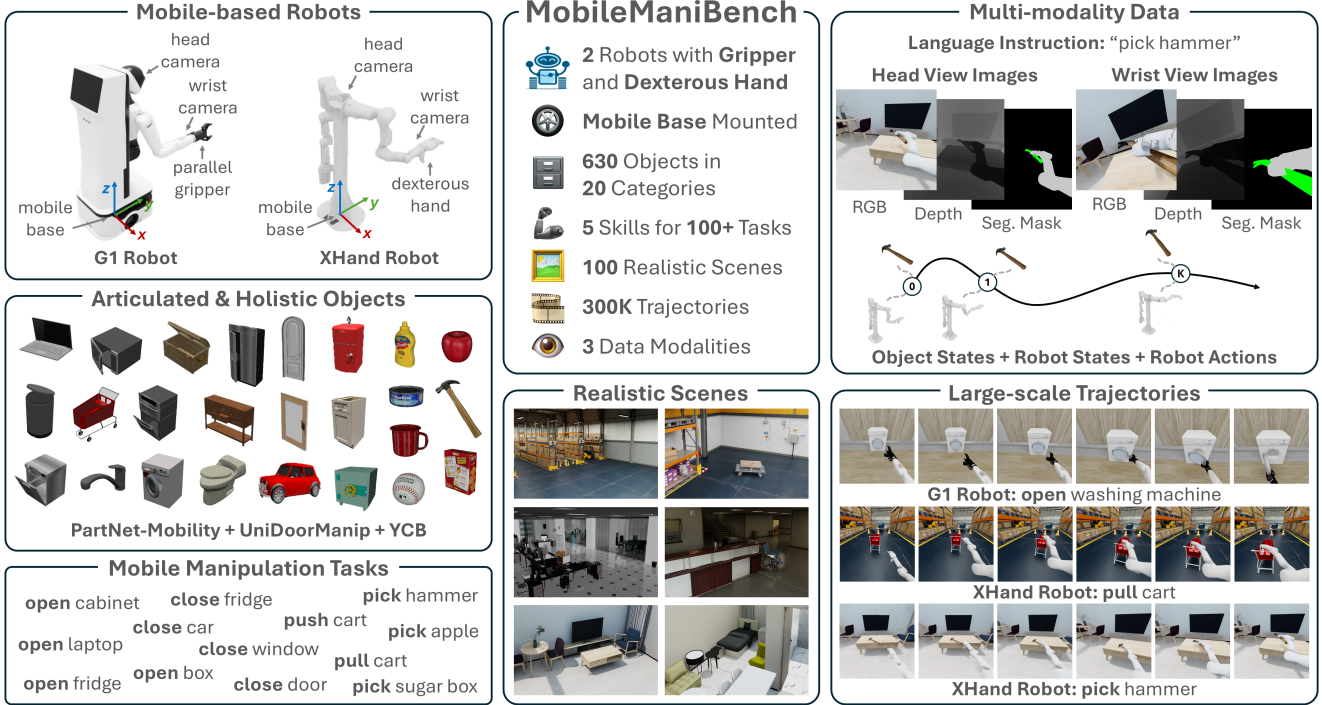 Mobile-based Robots
head
camera
wrist
camera
parallel
gripper
mobile
base
z
y
x
G1 Robot
head
camera
wrist
camera
dexterous
hand
mobile
base
z
y
x
XHand Robot
Articulated & Holistic Objects
PartNet-Mobility + UniDoorManip + YCB
Mobile Manipulation Tasks
open cabinet
close fridge
pick hammer
close car
push cart
pick apple
open laptop
close window
pull cart
open box
open fridge
close door
pick sugar box
MobileManiBench
2 Robots with Gripper
and Dexterous Hand
Mobile Base Mounted
630 Objects in
20 Categories
5 Skills for 100+ Tasks
100 Realistic Scenes
300K Trajectories
3 Data Modalities
Realistic Scenes
Multi-modality Data
Language Instruction: “pick hammer”
Head View Images
Wrist View Images
RGB
Depth
Seg. Mask
RGB
Depth
Seg. Mask
0
1
K
Object States + Robot States + Robot Actions
Large-scale Trajectories
G1 Robot: open washing machine
XHand Robot: pull cart
XHand Robot: pick hammer